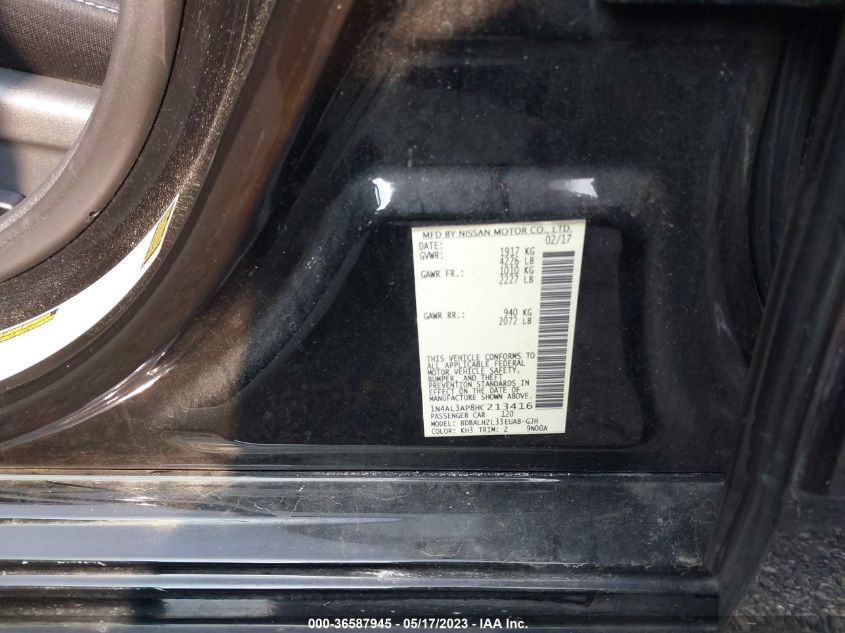 MFD BY NISSAN MOTOR CO., LTD.
DATE: 02/17
GVWR: 1917 KG
4226 LB
GAWR FR.: 1010 KG
2227 LB
GAWR RR.: 940 KG
2072 LB
THIS VEHICLE CONFORMS TO
ALL APPLICABLE FEDERAL
MOTOR VEHICLE SAFETY,
BUMPER, AND THEFT
PREVENTION STANDARDS IN
EFFECT ON THE DATE OF
MANUFACTURE SHOWN ABOVE.
1N4AL3AP8HC213416
PASSENGER CAR 120
MODEL: BDBALHZL33EUAB-GJH
COLOR: KH3 TRIM: 2 9N00A
000-36587945 - 05/17/2023 - IAA Inc.